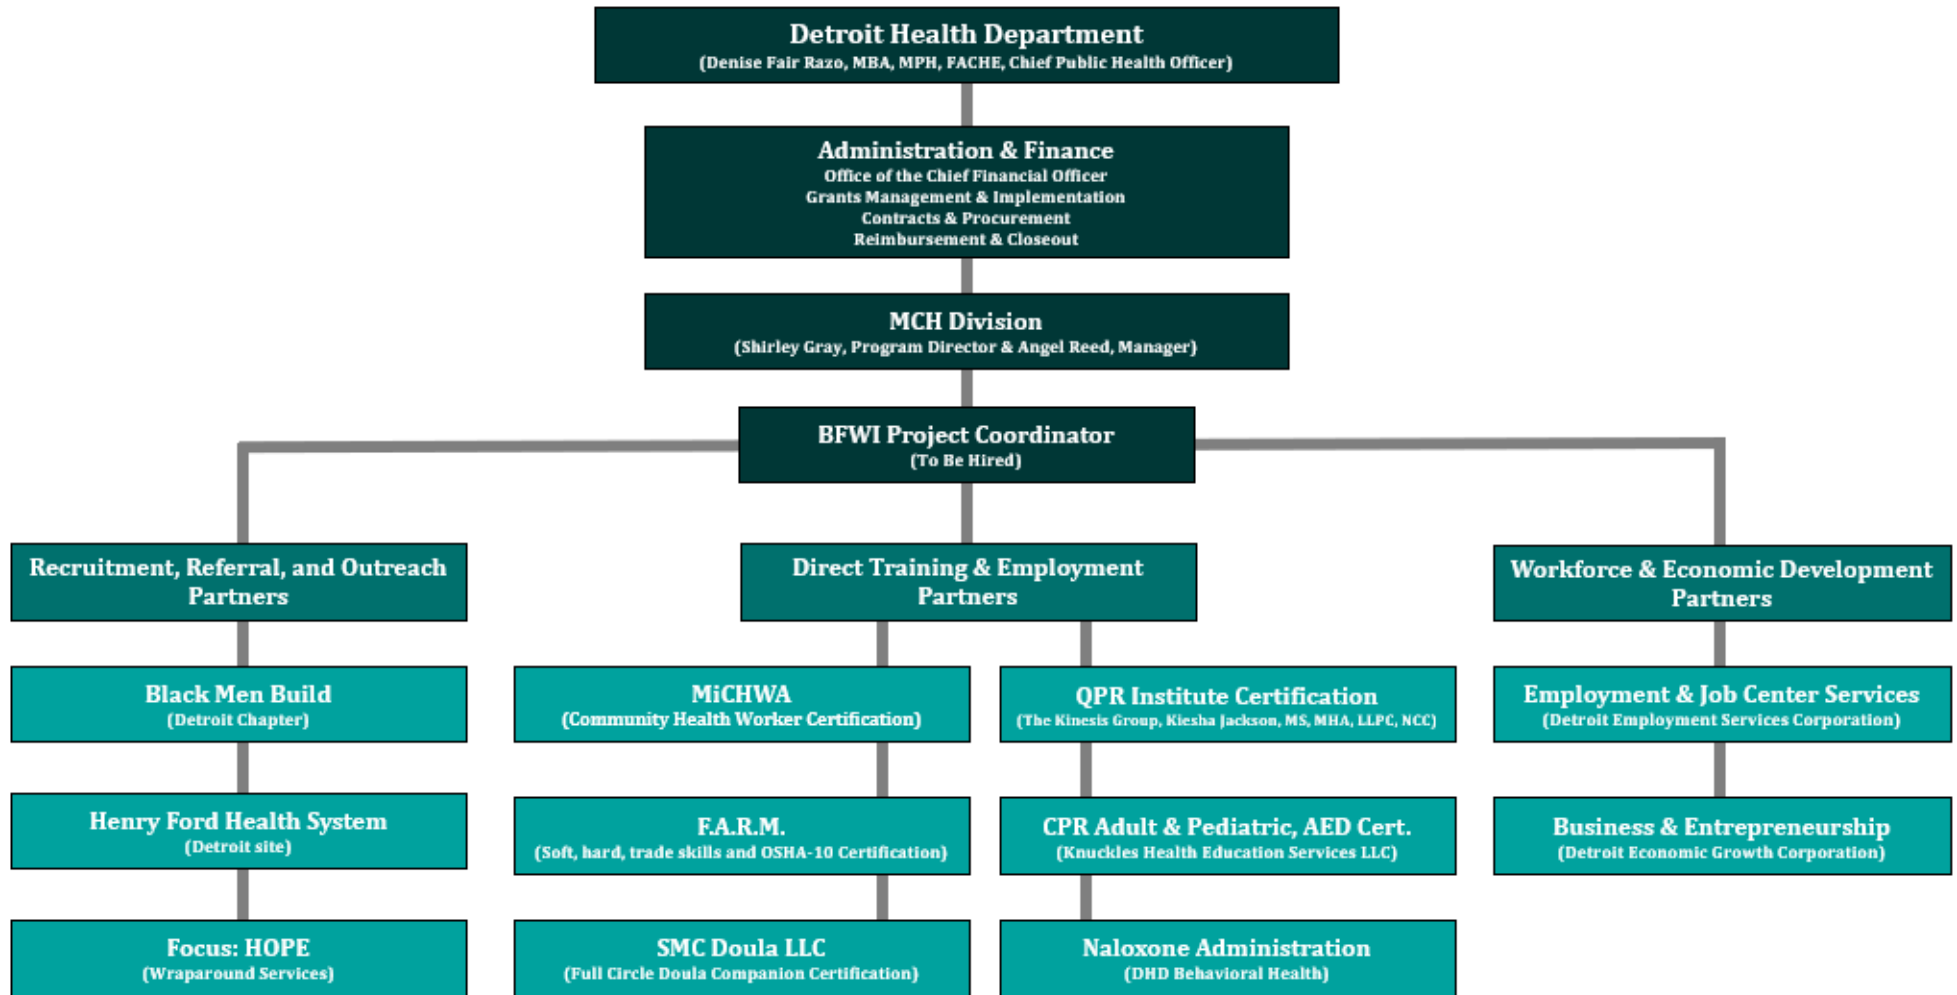 Detroit Health Department
(Denise Fair Razo, MBA, MPH, FACHE, Chief Public Health Officer)
Administration & Finance
Office of the Chief Financial Officer
Grants Management & Implementation
Contracts & Procurement
Reimbursement & Closeout
MCH Division
(Shirley Gray, Program Director & Angel Reed, Manager)
BFWI Project Coordinator
(To Be Hired)
Recruitment, Referral, and Outreach
Partners
Black Men Build
(Detroit Chapter)
Henry Ford Health System
(Detroit site)
Focus: HOPE
(Wraparound Services)
Direct Training & Employment
Partners
MiCHWA
(Community Health Worker Certification)
F.A.R.M.
(Soft, hard, trade skills and OSHA-10 Certification)
SMC Doula LLC
(Full Circle Doula Companion Certification)
QPR Institute Certification
(The Kinesis Group, Kiesha Jackson, MS, MHA, LLPC, NCC)
CPR Adult & Pediatric, AED Cert.
(Knuckles Health Education Services LLC)
Naloxone Administration
(DHD Behavioral Health)
Workforce & Economic Development
Partners
Employment & Job Center Services
(Detroit Employment Services Corporation)
Business & Entrepreneurship
(Detroit Economic Growth Corporation)